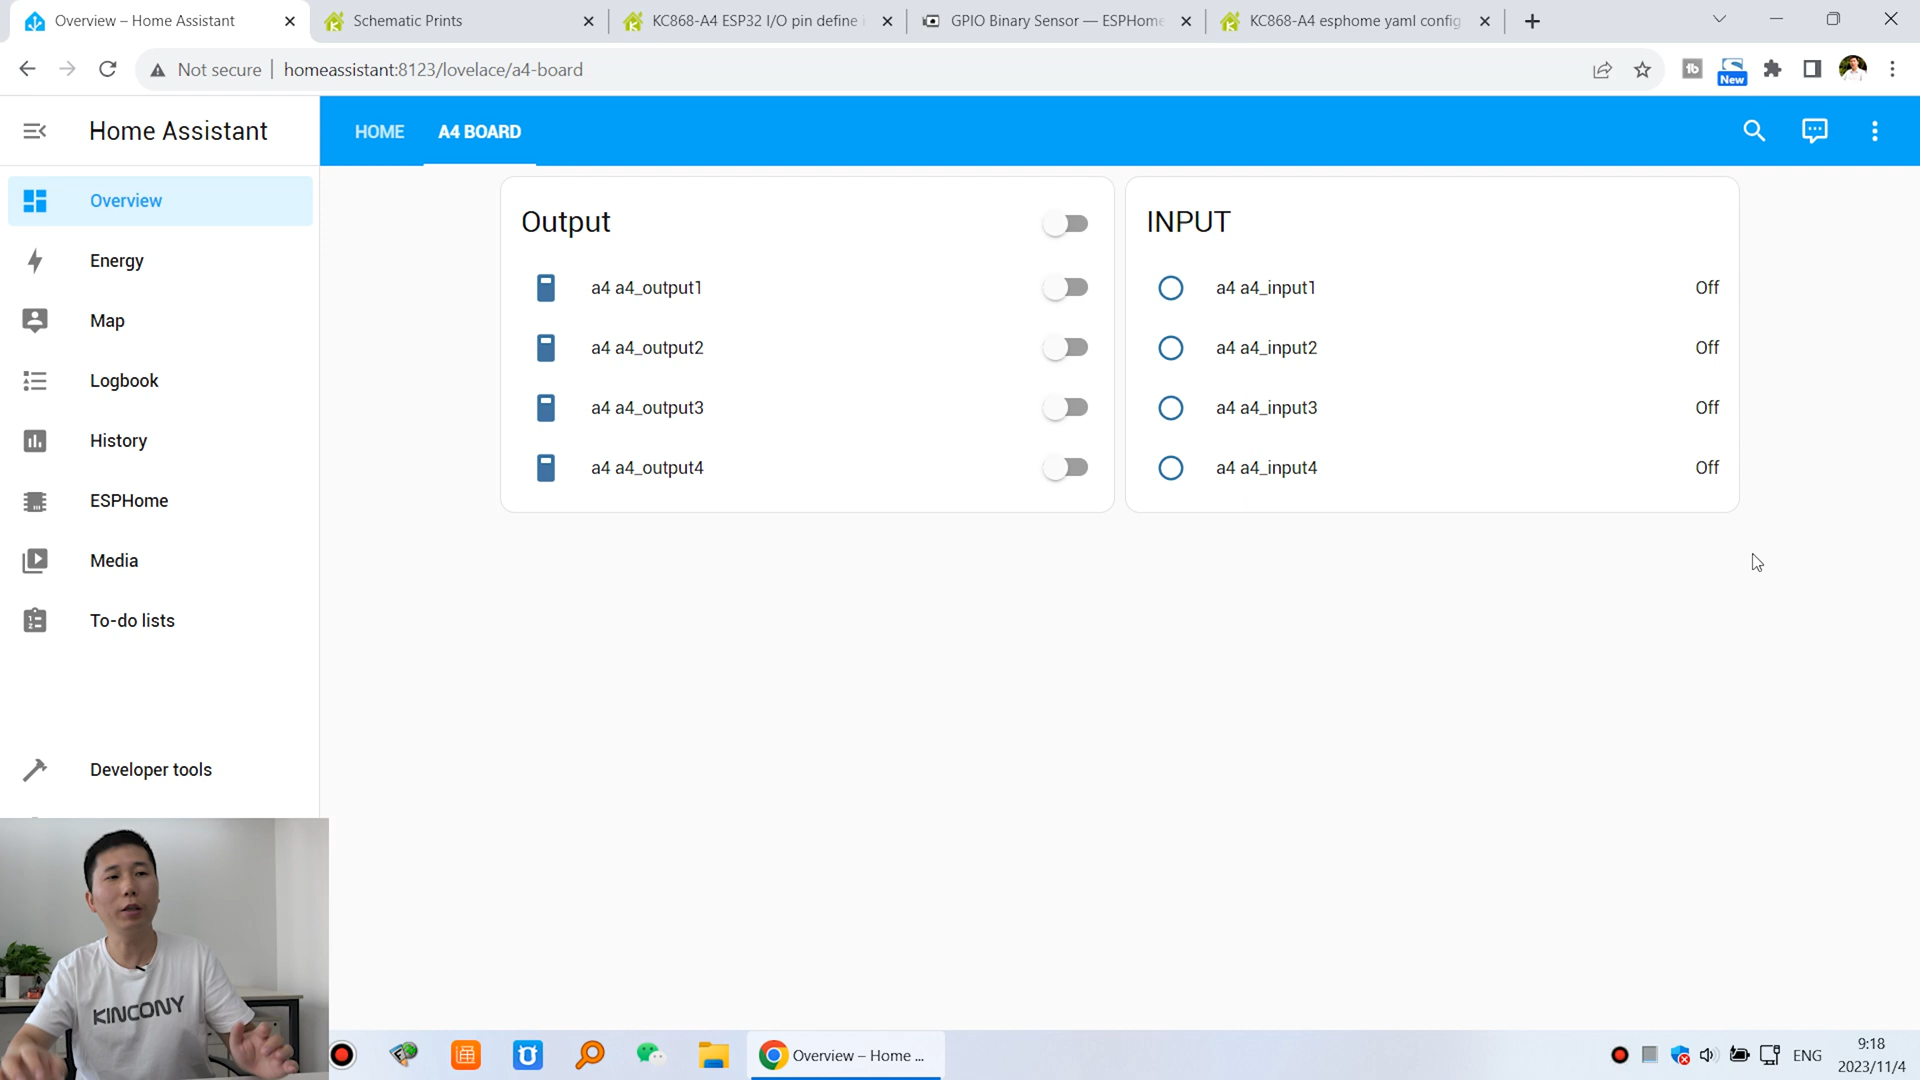 Overview – Home Assistant
Schematic Prints
KC868-A4 ESP32 I/O pin define i
GPIO Binary Sensor — ESPHome
KC868-A4 esphome yaml config
Not secure
homeassistant:8123/lovelace/a4-board
New
Home Assistant
HOME
A4 BOARD
Overview
Energy
Map
Logbook
History
ESPHome
Media
To-do lists
Developer tools
Output
a4 a4_output1
a4 a4_output2
a4 a4_output3
a4 a4_output4
INPUT
a4 a4_input1
Off
a4 a4_input2
Off
a4 a4_input3
Off
a4 a4_input4
Off
KINCONY
Overview – Home ...
ENG
9:18
2023/11/4